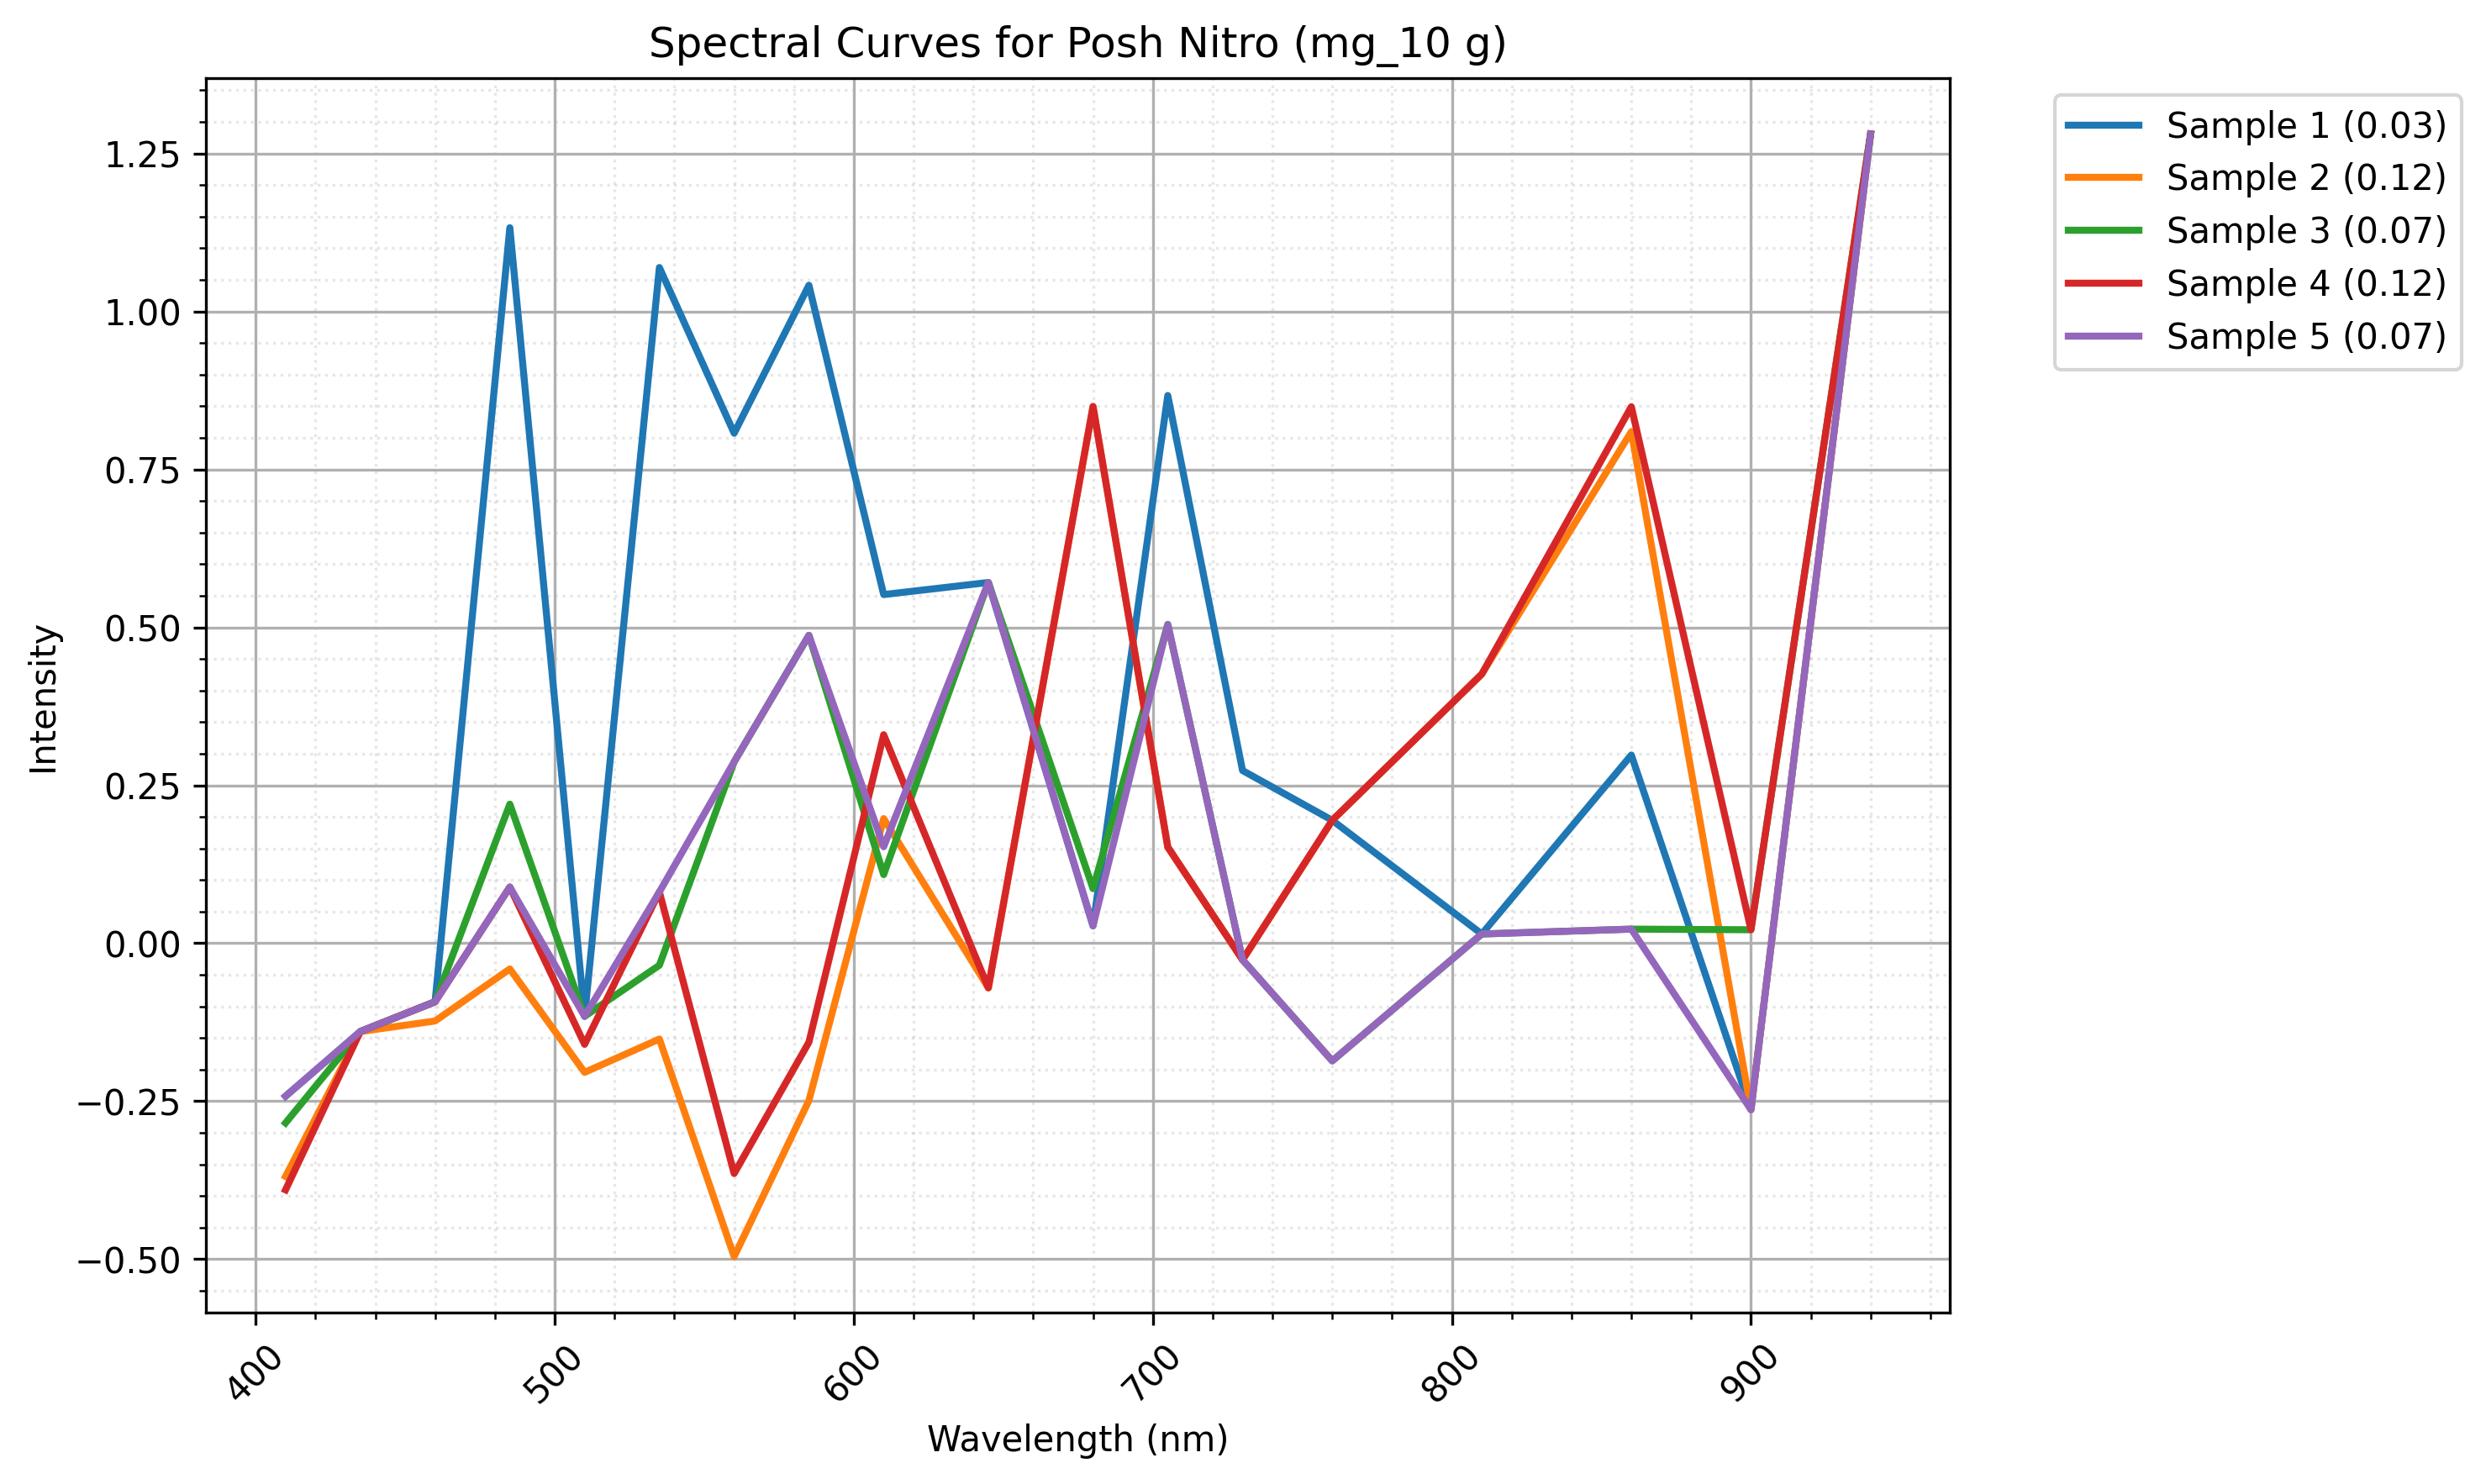 Spectral Curves for Posh Nitro (mg_10 g)
Intensity
1.25
1.00
0.75
0.50
0.25
0.00
−0.25
−0.50
400
500
600
700
800
900
Wavelength (nm)
Sample 1 (0.03)
Sample 2 (0.12)
Sample 3 (0.07)
Sample 4 (0.12)
Sample 5 (0.07)